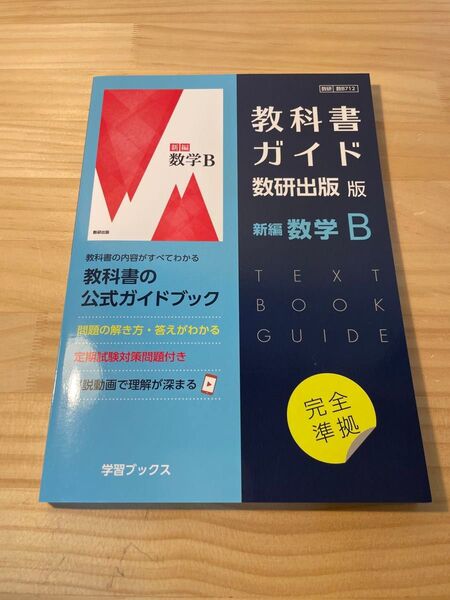 新編
数学B
数研出版
教科書の内容がすべてわかる
教科書の
公式ガイドブック
問題の解き方・答えがわかる
定期試験対策問題付き
説動画で理解が深まる
学習ブックス
数研 数B712
教科書
ガイド
数研出版 版
新編 数学 B
TEXT
BOOK
GUIDE
完全
準拠